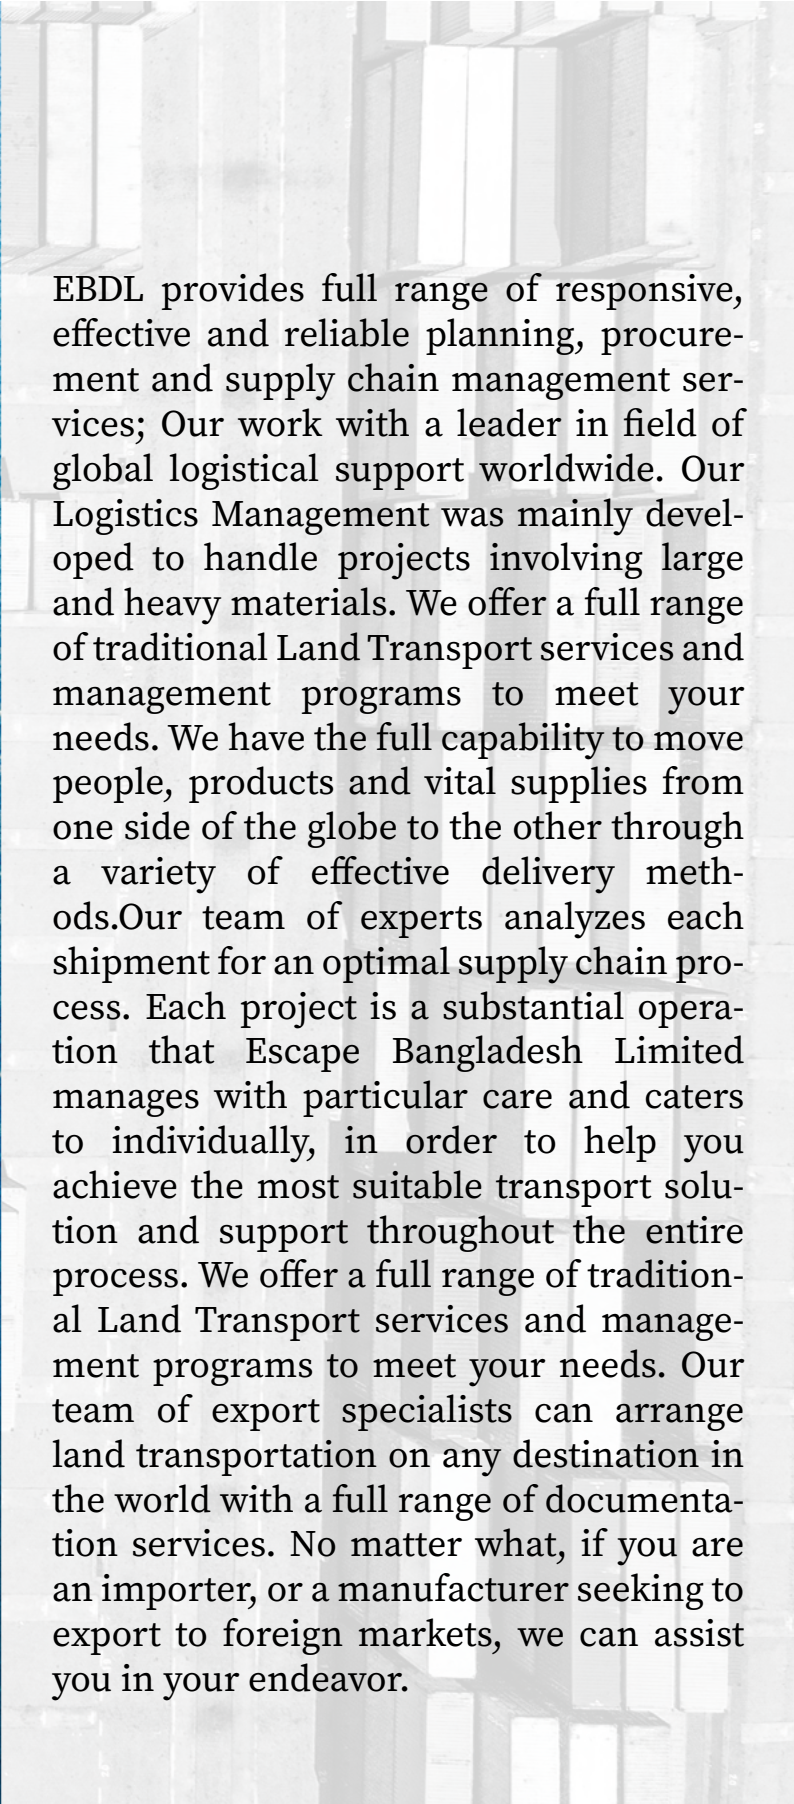 EBDL provides full range of responsive,
effective and reliable planning, procure-
ment and supply chain management ser-
vices; Our work with a leader in field of
global logistical support worldwide. Our
Logistics Management was mainly devel-
oped to handle projects involving large
and heavy materials. We offer a full range
of traditional Land Transport services and
management programs to meet your
needs. We have the full capability to move
people, products and vital supplies from
one side of the globe to the other through
a variety of effective delivery meth-
ods.Our team of experts analyzes each
shipment for an optimal supply chain pro-
cess. Each project is a substantial opera-
tion that Escape Bangladesh Limited
manages with particular care and caters
to individually, in order to help you
achieve the most suitable transport solu-
tion and support throughout the entire
process. We offer a full range of tradition-
al Land Transport services and manage-
ment programs to meet your needs. Our
team of export specialists can arrange
land transportation on any destination in
the world with a full range of documenta-
tion services. No matter what, if you are
an importer, or a manufacturer seeking to
export to foreign markets, we can assist
you in your endeavor.